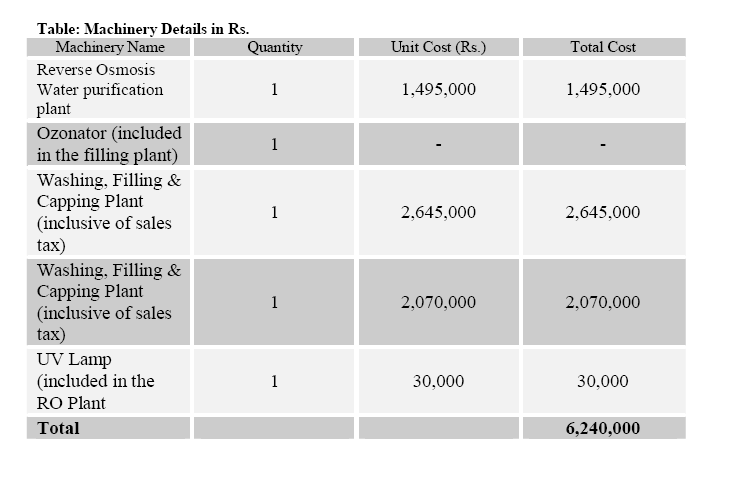 Table: Machinery Details in Rs.
Machinery Name Quantity Unit Cost (Rs.) Total Cost
Reverse Osmosis
Water purification 1 1,495,000 1,495,000
plant
Ozonator (included
in the filling plant) 1 - -
Washing, Filling &
Capping Plant
(inclusive of sales 1 2,645,000 2,645,000
tax)
Washing, Filling &
Capping Plant
(inclusive of sales 1 2,070,000 2,070,000
tax)
UV Lamp
(included in the 1 30,000 30,000
RO Plant
Total 6,240,000